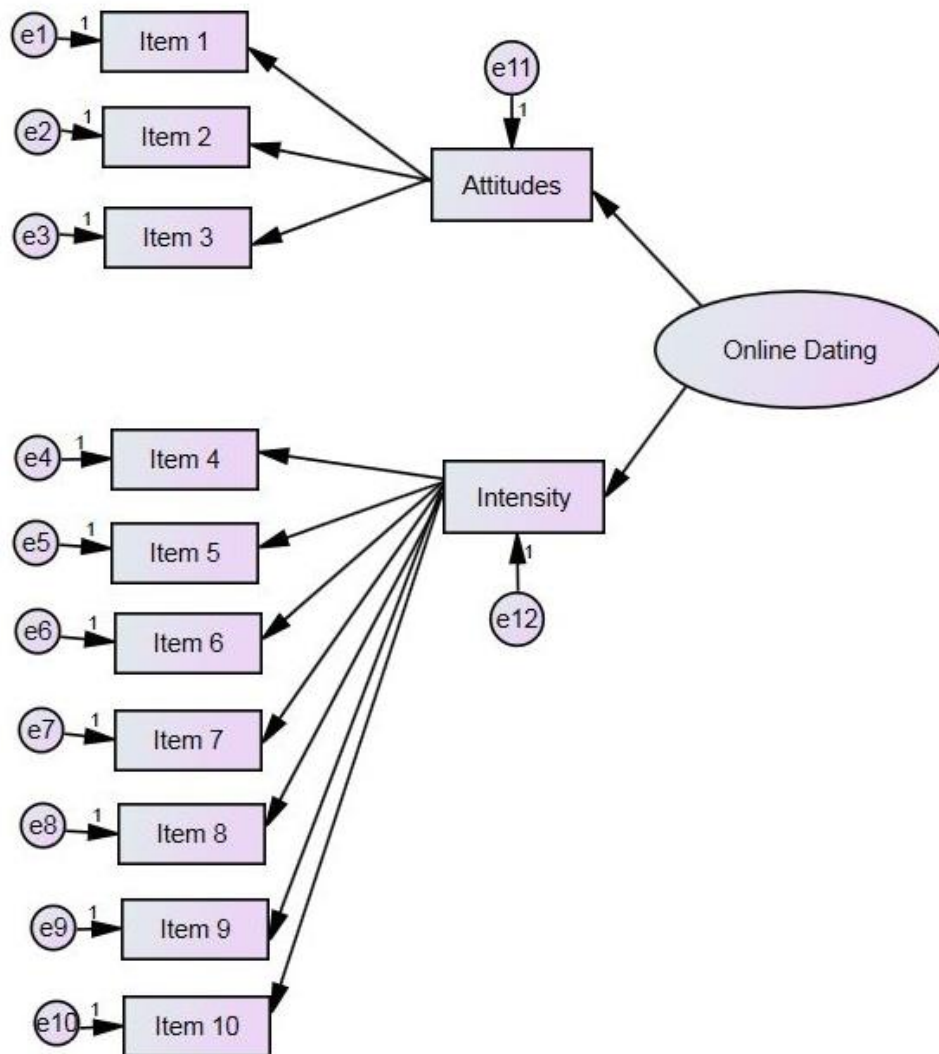 e1
1
Item 1
e2
1
Item 2
e3
1
Item 3
e11
1
Attitudes
Online Dating
e4
1
Item 4
e5
1
Item 5
e6
1
Item 6
e7
1
Item 7
e8
1
Item 8
e9
1
Item 9
e10
1
Item 10
Intensity
1
e12